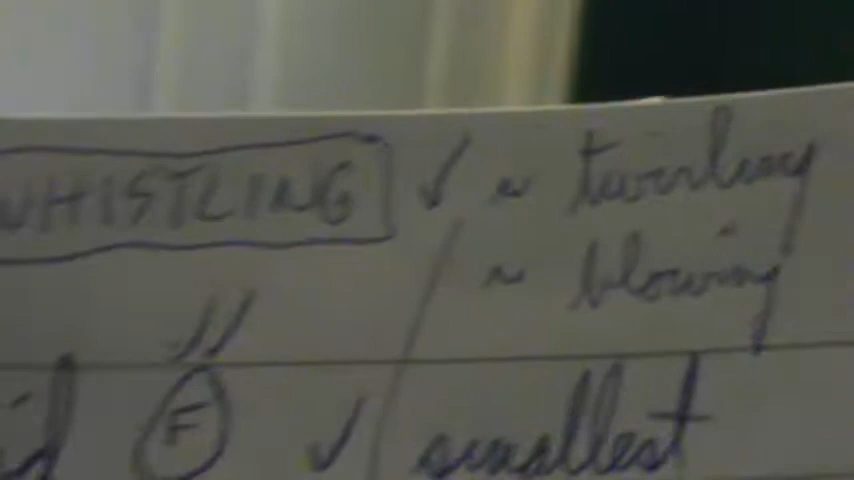 WHISTLING ✓ ~ twirling
~ blowing
F ✓ smallest